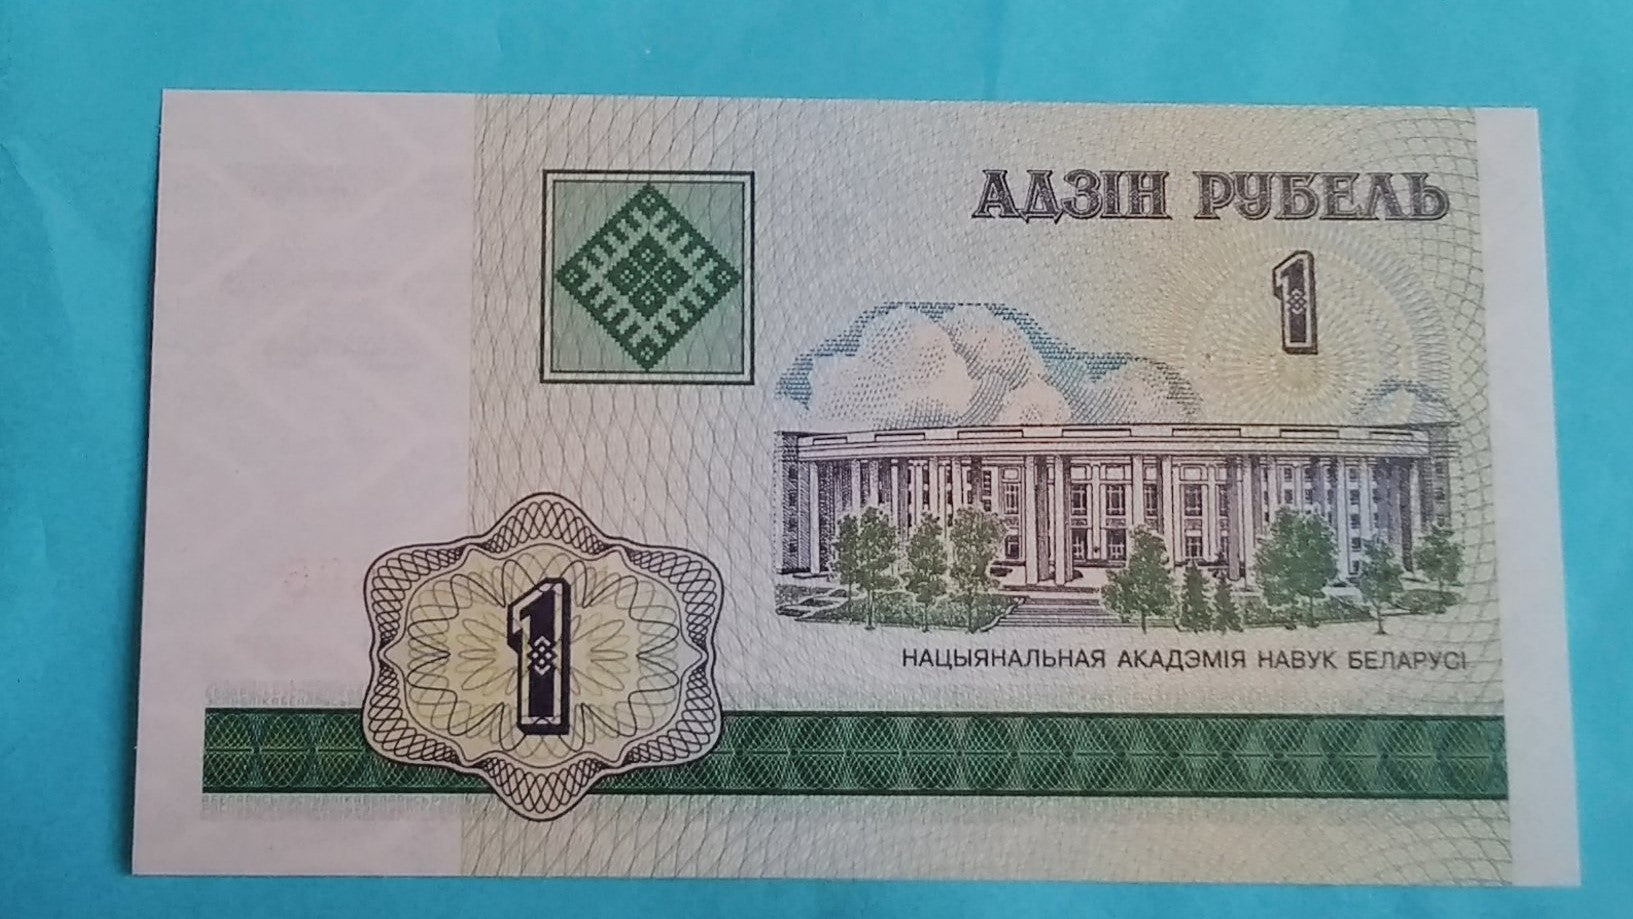 АДЗІН РУБЕЛЬ
1
НАЦЫЯНАЛЬНАЯ АКАДЭМІЯ НАВУК БЕЛАРУСІ
1